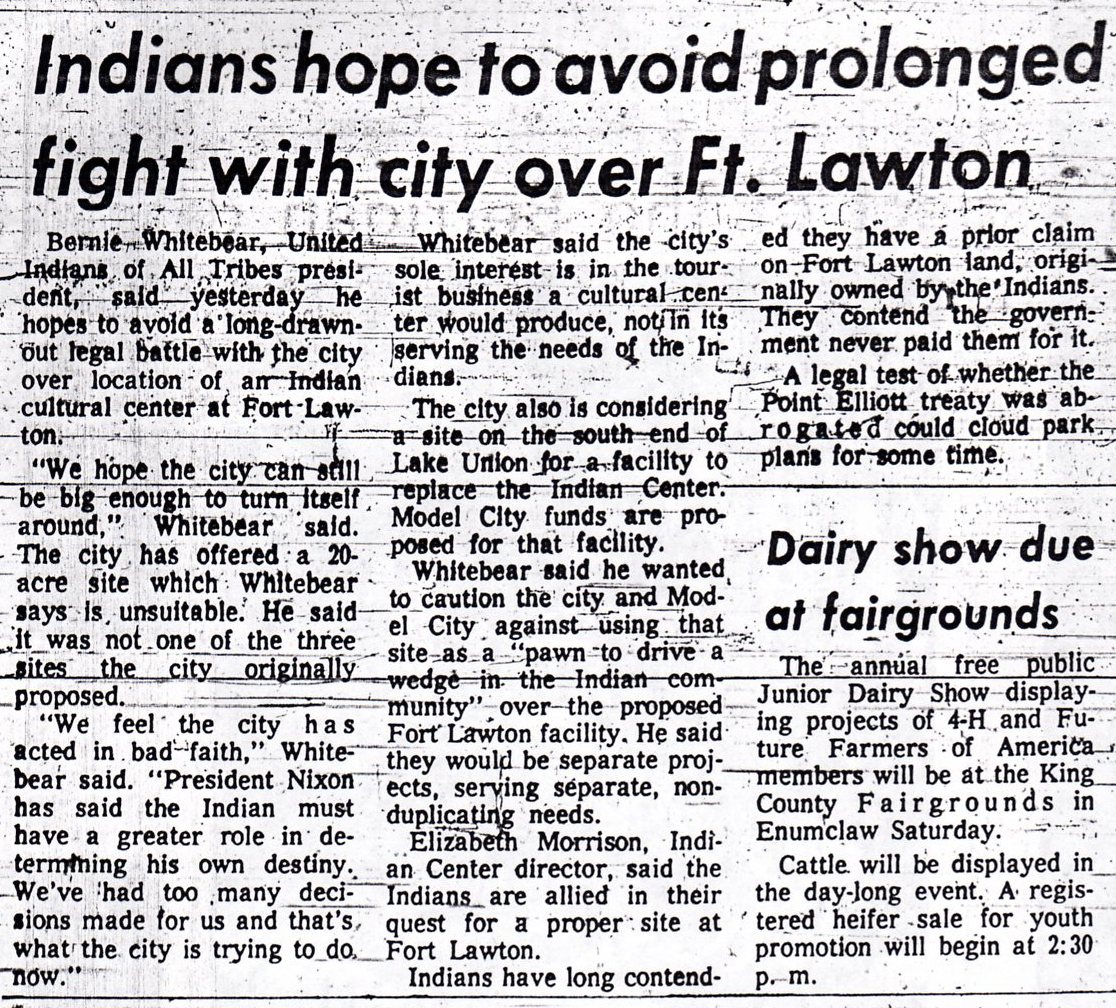 Indians hope to avoid prolonged
fight with city over Ft. Lawton
Bernie Whitebear, United
Indians of All Tribes presi-
dent, said yesterday he
hopes to avoid a long-drawn-
out legal battle with the city
over location of an Indian
cultural center at Fort Law-
ton.
"We hope the city can still
be big enough to turn itself
around," Whitebear said.
The city has offered a 20-
acre site which Whitebear
says is unsuitable. He said
it was not one of the three
sites the city originally
proposed.
"We feel the city has
acted in bad faith," White-
bear said. "President Nixon
has said the Indian must
have a greater role in de-
termining his own destiny.
We've had too many deci-
sions made for us and that's
what the city is trying to do
now."
Whitebear said the city's
sole interest is in the tour-
ist business a cultural cen-
ter would produce, not in its
serving the needs of the In-
dians.
The city also is considering
a site on the south end of
Lake Union for a facility to
replace the Indian Center.
Model City funds are pro-
posed for that facility.
Whitebear said he wanted
to caution the city and Mod-
el City against using that
site as a "pawn to drive a
wedge in the Indian com-
munity" over the proposed
Fort Lawton facility. He said
they would be separate proj-
ects, serving separate, non-
duplicating needs.
Elizabeth Morrison, Indi-
an Center director, said the
Indians are allied in their
quest for a proper site at
Fort Lawton.
Indians have long contend-
ed they have a prior claim
on Fort Lawton land, origi-
nally owned by the Indians.
They contend the govern-
ment never paid them for it.
A legal test of whether the
Point Elliott treaty was ab-
rogated could cloud park
plans for some time.
Dairy show due
at fairgrounds
The annual free public
Junior Dairy Show display-
ing projects of 4-H and Fu-
ture Farmers of America
members will be at the King
County Fairgrounds in
Enumclaw Saturday.
Cattle will be displayed in
the day-long event. A regis-
tered heifer sale for youth
promotion will begin at 2:30
p.m.